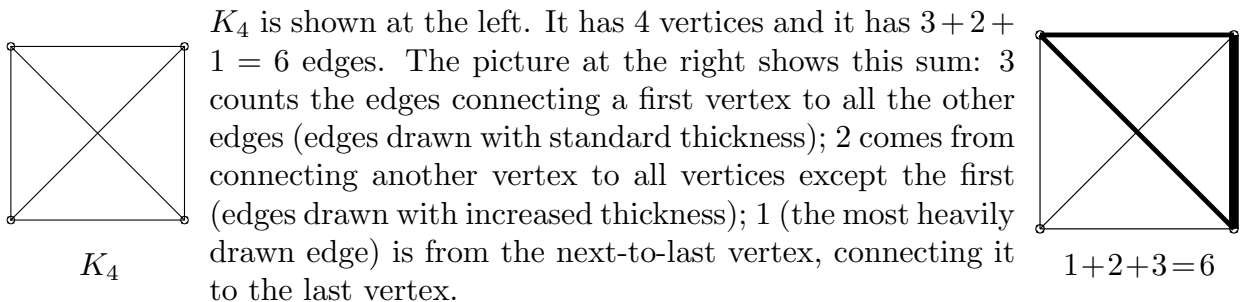 K₄ is shown at the left. It has 4 vertices and it has 3+2+
1 = 6 edges. The picture at the right shows this sum: 3
counts the edges connecting a first vertex to all the other
edges (edges drawn with standard thickness); 2 comes from
connecting another vertex to all vertices except the first
(edges drawn with increased thickness); 1 (the most heavily
drawn edge) is from the next-to-last vertex, connecting it
to the last vertex.
K₄
1+2+3=6